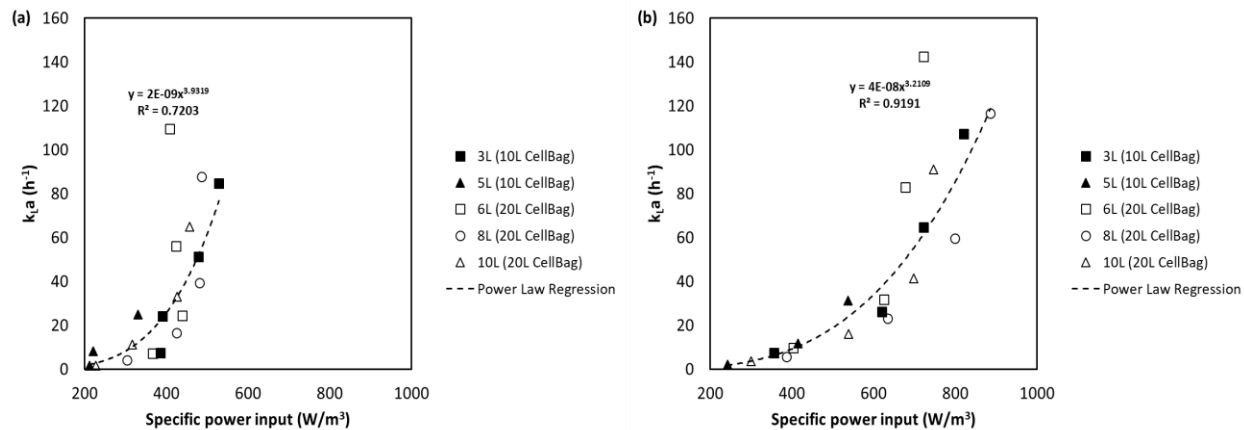 (a)
160
140
120
100
80
60
40
20
0
kLa (h-1)
y = 2E-09x^3.9319
R² = 0.7203
200 400 600 800 1000
Specific power input (W/m³)
3L (10L CellBag)
5L (10L CellBag)
6L (20L CellBag)
8L (20L CellBag)
10L (20L CellBag)
Power Law Regression
(b)
160
140
120
100
80
60
40
20
0
kLa (h-1)
y = 4E-08x^3.2109
R² = 0.9191
200 400 600 800 1000
Specific power input (W/m³)
3L (10L CellBag)
5L (10L CellBag)
6L (20L CellBag)
8L (20L CellBag)
10L (20L CellBag)
Power Law Regression